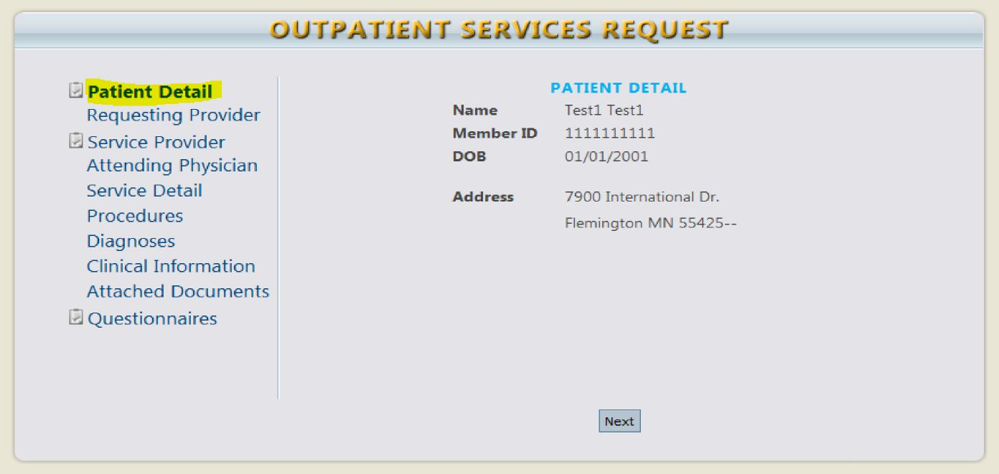 OUTPATIENT SERVICES REQUEST
Patient Detail
Requesting Provider
Service Provider
Attending Physician
Service Detail
Procedures
Diagnoses
Clinical Information
Attached Documents
Questionnaires
PATIENT DETAIL
Name Test1 Test1
Member ID 1111111111
DOB 01/01/2001
Address 7900 International Dr.
Flemington MN 55425--
Next